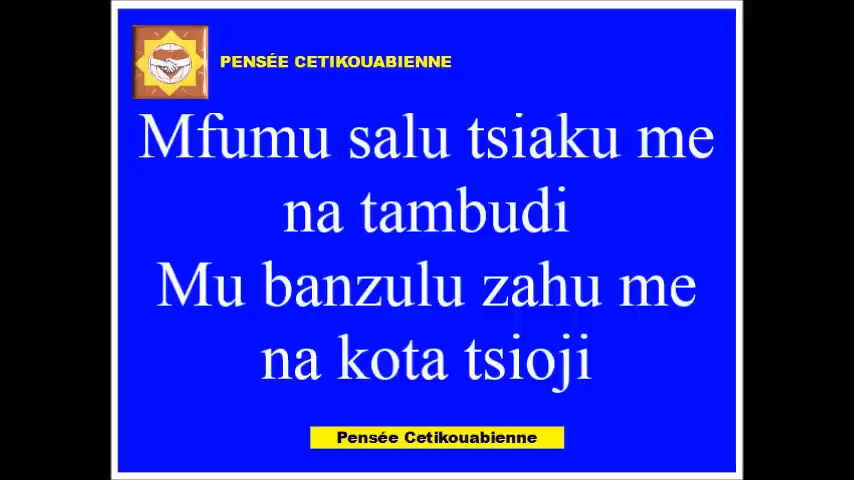 PENSÉE CETIKOUABIENNE
Mfumu salu tsiaku me
na tambudi
Mu banzulu zahu me
na kota tsioji
Pensée Cetikouabienne